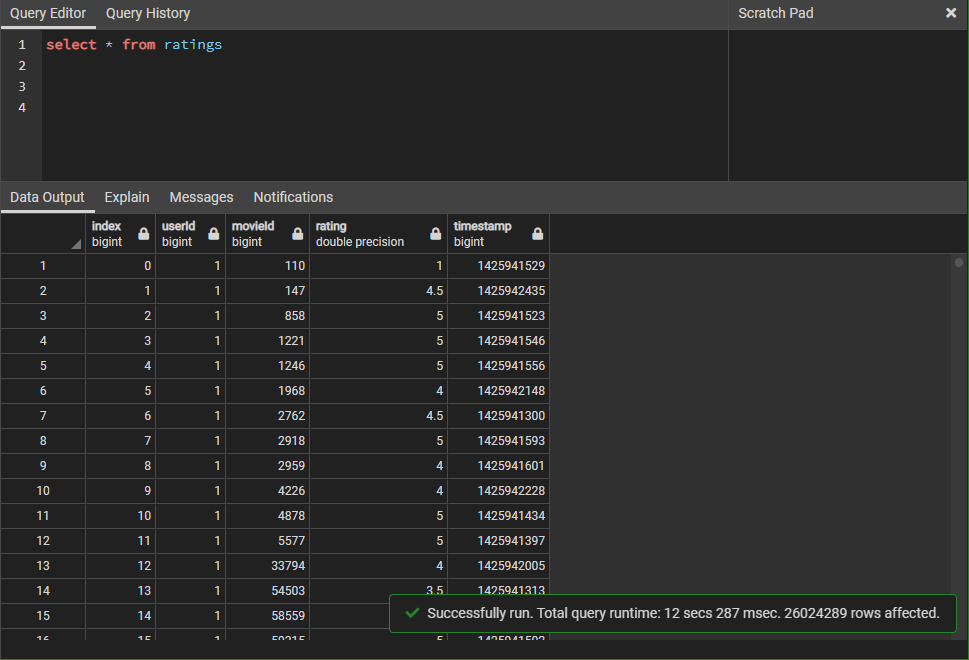 Query Editor Query History Scratch Pad
1 select * from ratings
2
3
4
Data Output Explain Messages Notifications
index userId movieId rating timestamp
bigint bigint bigint double precision bigint
1 0 1 110 1 1425941529
2 1 1 147 4.5 1425942435
3 2 1 858 5 1425941523
4 3 1 1221 5 1425941546
5 4 1 1246 5 1425941556
6 5 1 1968 4 1425942148
7 6 1 2762 4.5 1425941300
8 7 1 2918 5 1425941593
9 8 1 2959 4 1425941601
10 9 1 4226 4 1425942228
11 10 1 4878 5 1425941434
12 11 1 5577 5 1425941397
13 12 1 33794 4 1425942005
14 13 1 54503 3.5 1425941313
15 14 1 58559
Successfully run. Total query runtime: 12 secs 287 msec. 26024289 rows affected.
16 15 1